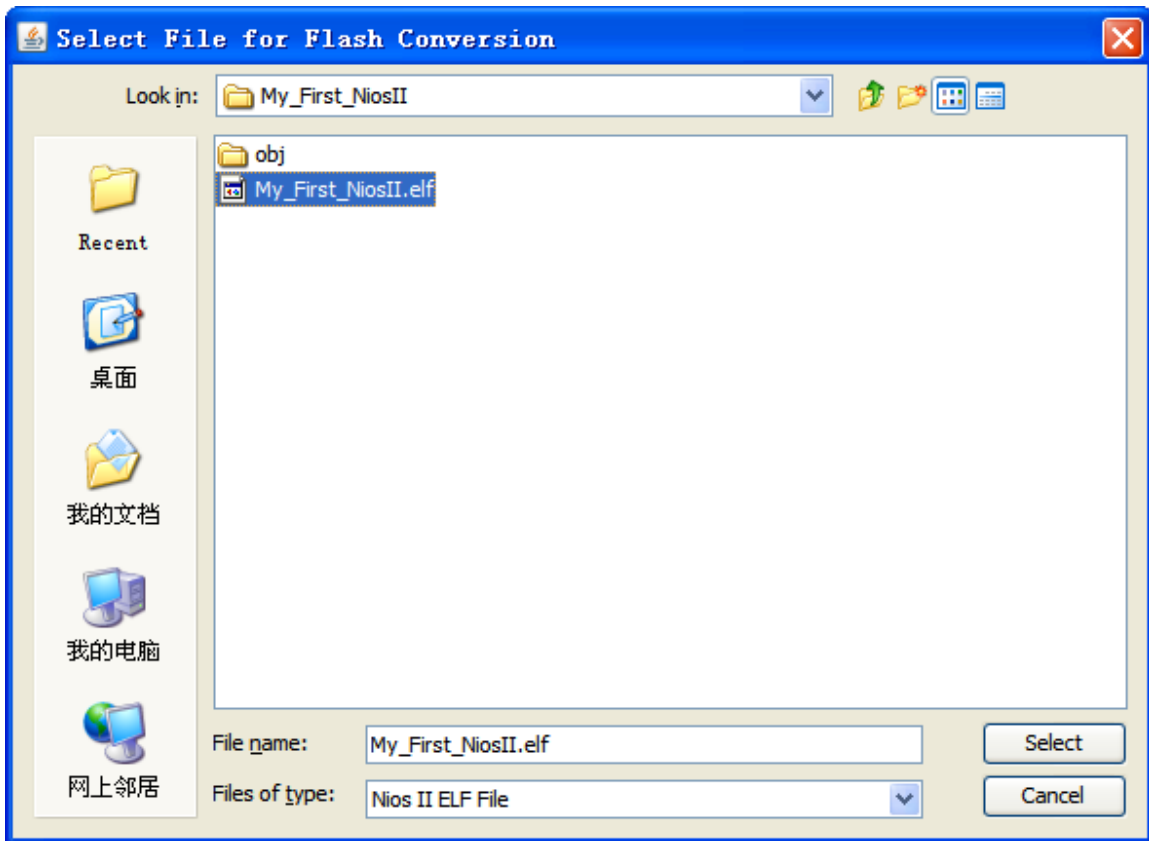 Select File for Flash Conversion
Look in:
My_First_NiosII
obj
My_First_NiosII.elf
Recent
桌面
我的文档
我的电脑
网上邻居
File name:
My_First_NiosII.elf
Select
Files of type:
Nios II ELF File
Cancel